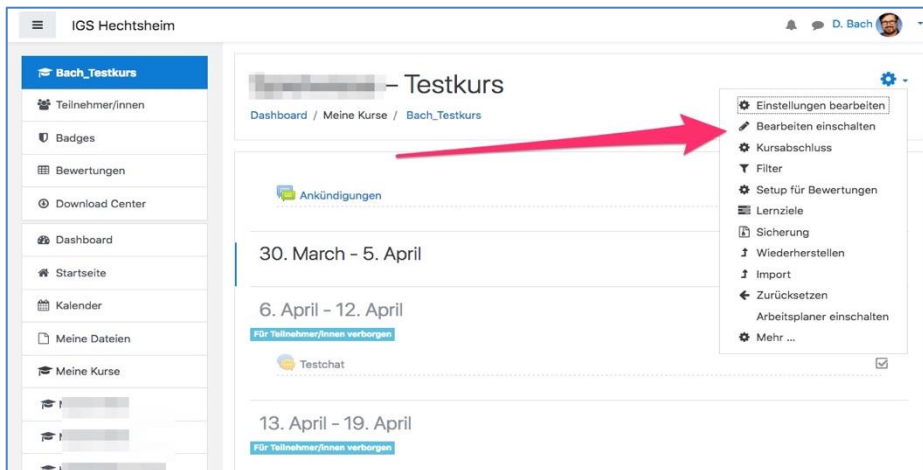 IGS Hechtsheim
D. Bach
Bach_Testkurs
Teilnehmer/innen
Badges
Bewertungen
Download Center
Dashboard
Startseite
Kalender
Meine Dateien
Meine Kurse
– Testkurs
Dashboard / Meine Kurse / Bach_Testkurs
Ankündigungen
30. March - 5. April
6. April - 12. April
Für Teilnehmer/innen verborgen
Testchat
13. April - 19. April
Für Teilnehmer/innen verborgen
Einstellungen bearbeiten
Bearbeiten einschalten
Kursabschluss
Filter
Setup für Bewertungen
Lernziele
Sicherung
Wiederherstellen
Import
Zurücksetzen
Arbeitsplaner einschalten
Mehr ...